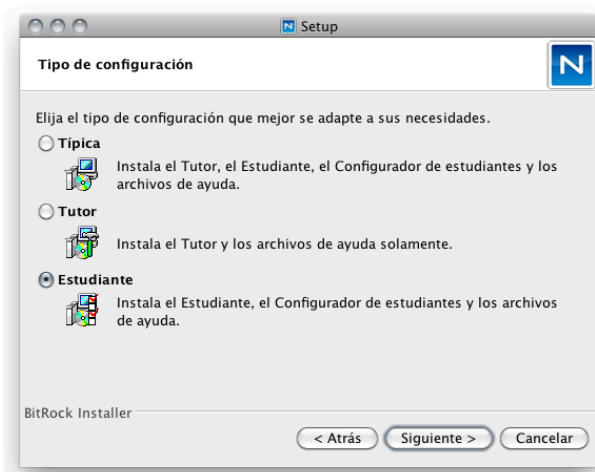 Setup
Tipo de configuración
N
Elija el tipo de configuración que mejor se adapte a sus necesidades.
Típica
Instala el Tutor, el Estudiante, el Configurador de estudiantes y los
archivos de ayuda.
Tutor
Instala el Tutor y los archivos de ayuda solamente.
Estudiante
Instala el Estudiante, el Configurador de estudiantes y los archivos
de ayuda.
BitRock Installer
< Atrás Siguiente > Cancelar